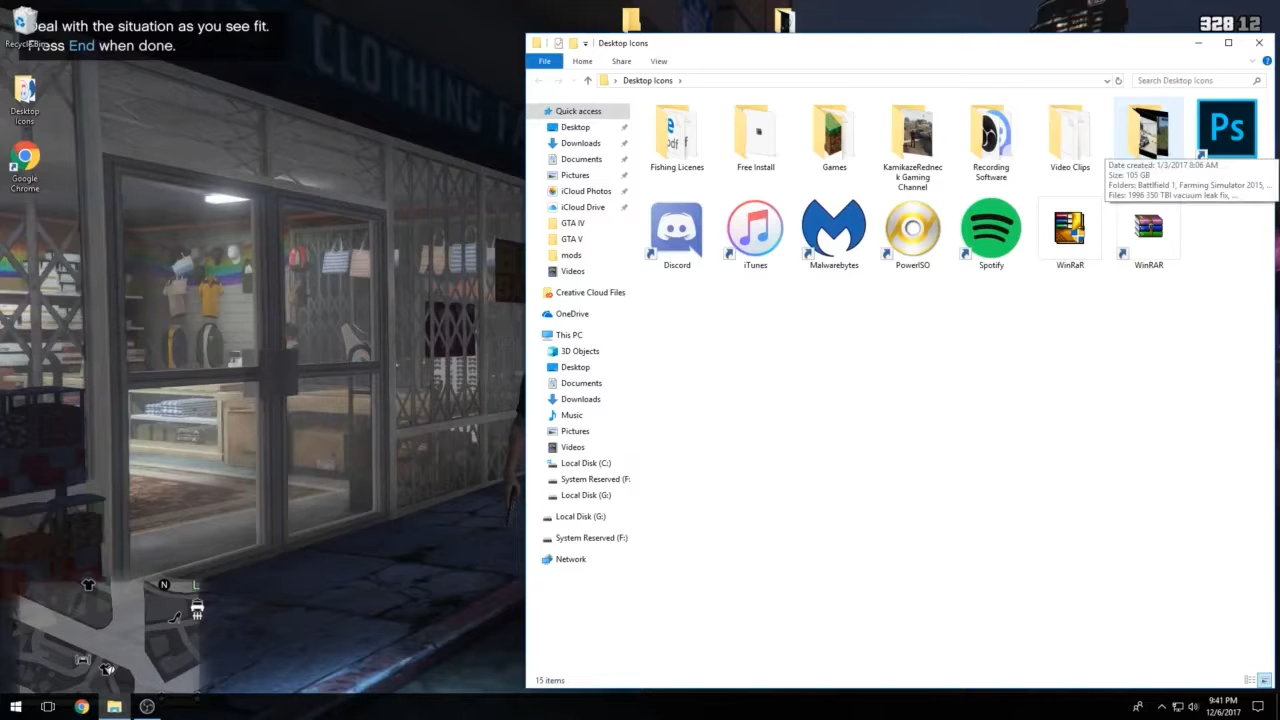 deal with the situation as you see fit.
End when done.
328 12
Recycle Bin
Desktop
Icons
Google
Chrome
Desktop Icons
File
Home
Share
View
Desktop Icons
Search Desktop Icons
Quick access
Desktop
Downloads
Documents
Pictures
iCloud Photos
iCloud Drive
GTA IV
GTA V
mods
Videos
Creative Cloud Files
OneDrive
This PC
3D Objects
Desktop
Documents
Downloads
Music
Pictures
Videos
Local Disk (C:)
System Reserved (F:
Local Disk (G:)
Local Disk (G:)
System Reserved (F:)
Network
Fishing Licenes
Free Install
Games
KamikazeRednec
k Gaming
Channel
Recording
Software
Video Clips
Ps
Date created: 1/3/2017 8:06 AM
Size: 105 GB
Folders: Battlfield 1, Farming Simulator 2015, ...
Files: 1996 350 TBI vacuum leak fix, ...
Discord
iTunes
Malwarebytes
PowerISO
Spotify
WinRaR
WinRAR
N
15 items
9:41 PM
12/6/2017